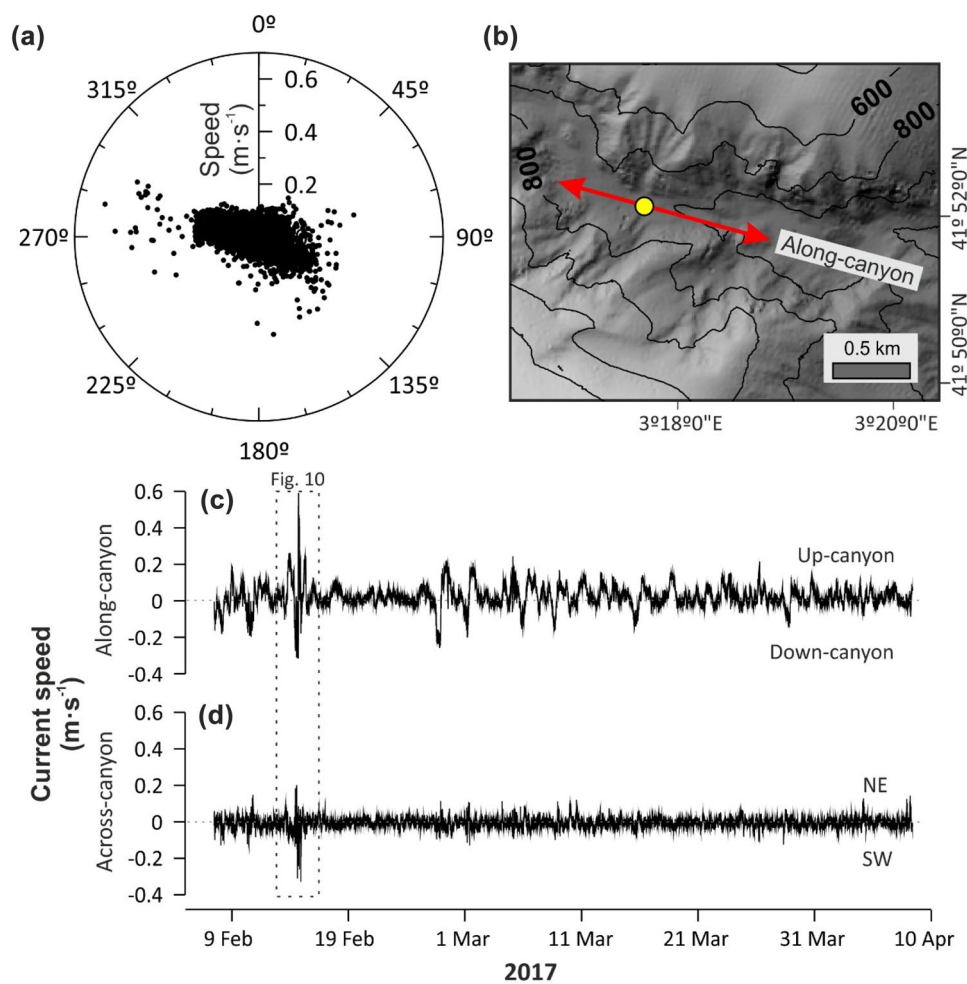 (a)
0º
45º
90º
135º
180º
225º
270º
315º
Speed
(m·s⁻¹)
0.6
0.4
0.2
(b)
600
800
800
Along-canyon
0.5 km
41º 52º0"N
41º 50º0"N
3º18º0"E
3º20º0"E
Fig. 10
(c)
0.6
0.4
0.2
0
-0.2
-0.4
Along-canyon
Up-canyon
Down-canyon
Current speed
(m·s⁻¹)
(d)
0.6
0.4
0.2
0
-0.2
-0.4
Across-canyon
NE
SW
9 Feb 19 Feb 1 Mar 11 Mar 21 Mar 31 Mar 10 Apr
2017